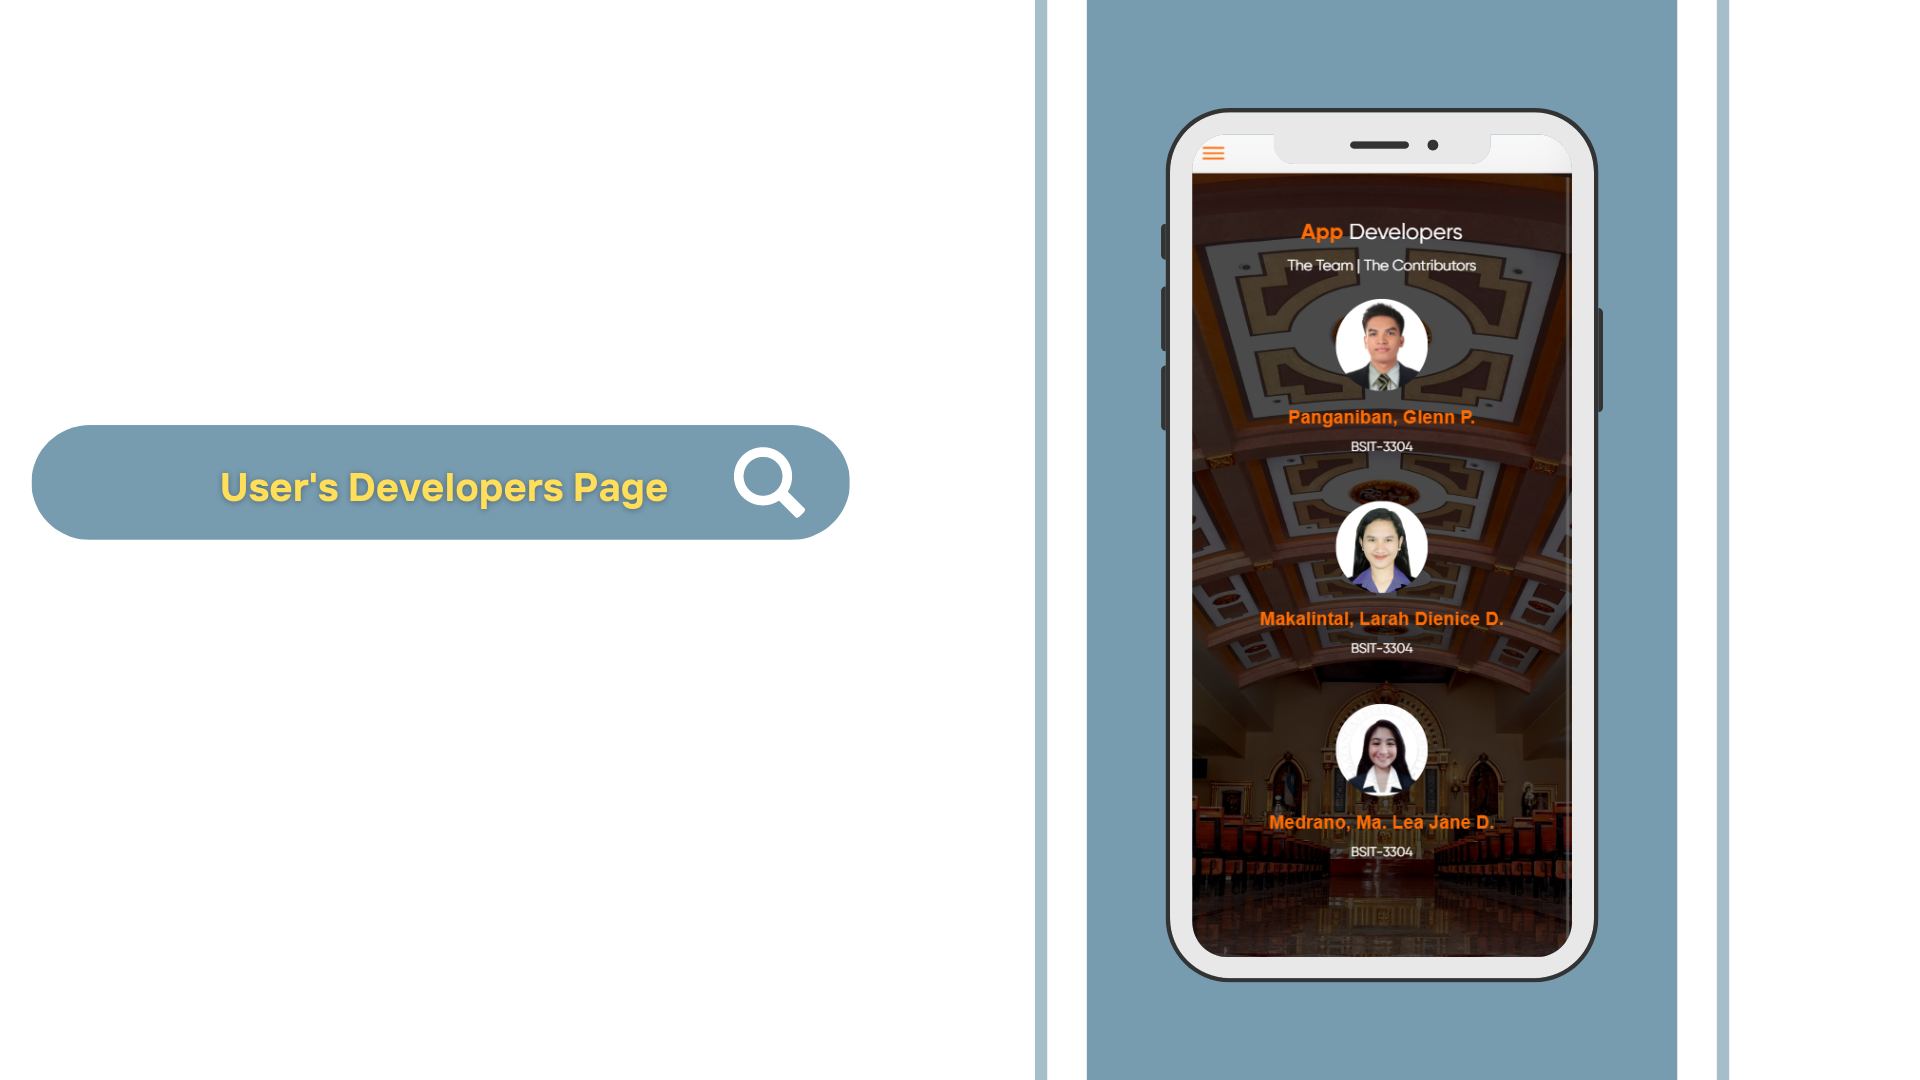 User's Developers Page
App Developers
The Team | The Contributors
Panganiban, Glenn P.
BSIT-3304
Makalintal, Larah Dienice D.
BSIT-3304
Medrano, Ma. Lea Jane D.
BSIT-3304